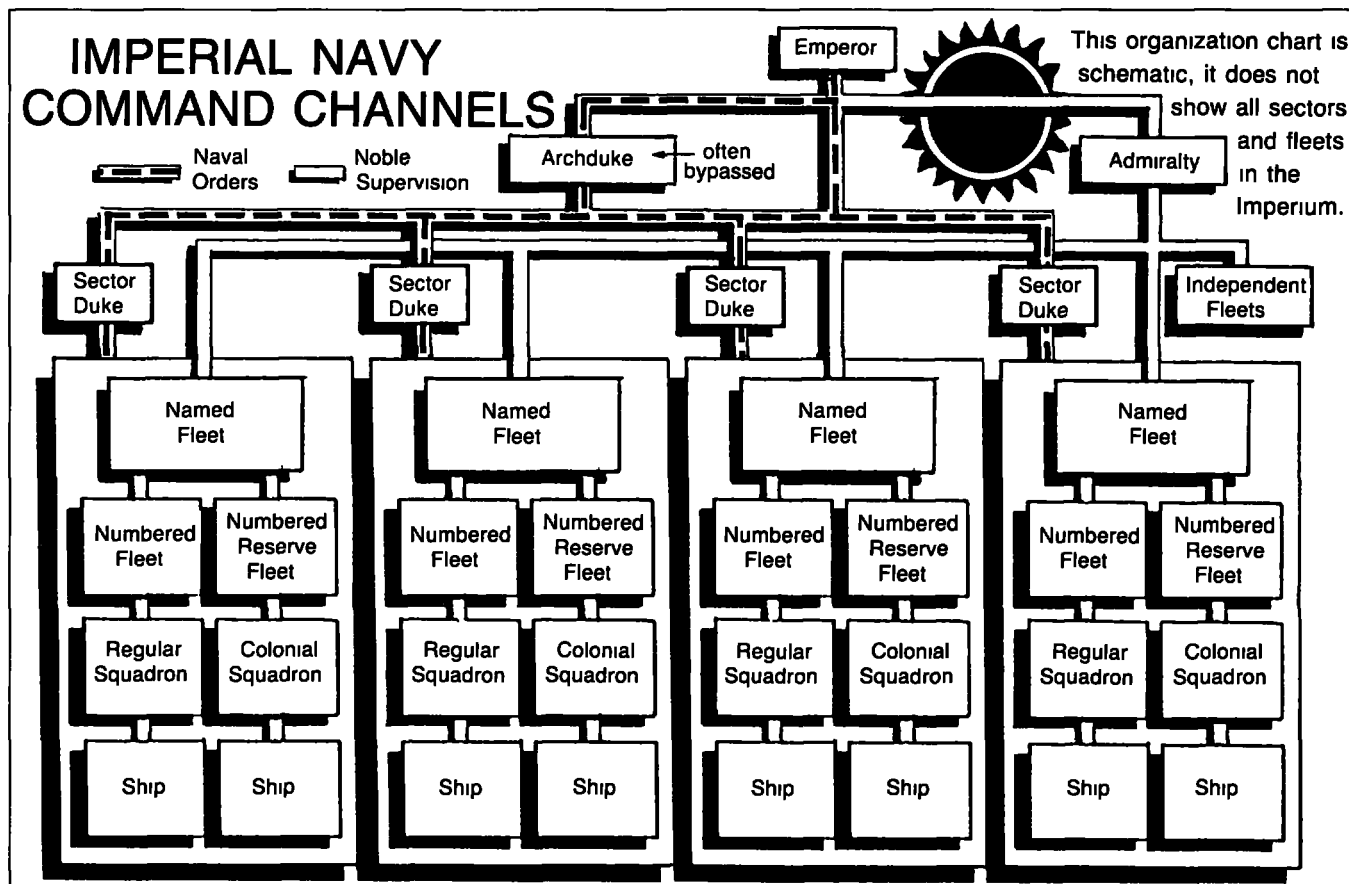 IMPERIAL NAVY
COMMAND CHANNELS
Naval
Orders
Noble
Supervision
Emperor
This organization chart is
schematic, it does not
show all sectors
and fleets
in the
Imperium.
Archduke
often
bypassed
Admiralty
Sector
Duke
Sector
Duke
Sector
Duke
Sector
Duke
Independent
Fleets
Named
Fleet
Named
Fleet
Named
Fleet
Named
Fleet
Numbered
Fleet
Numbered
Reserve
Fleet
Numbered
Fleet
Numbered
Reserve
Fleet
Numbered
Fleet
Numbered
Reserve
Fleet
Numbered
Fleet
Numbered
Reserve
Fleet
Regular
Squadron
Colonial
Squadron
Regular
Squadron
Colonial
Squadron
Regular
Squadron
Colonial
Squadron
Regular
Squadron
Colonial
Squadron
Ship
Ship
Ship
Ship
Ship
Ship
Ship
Ship